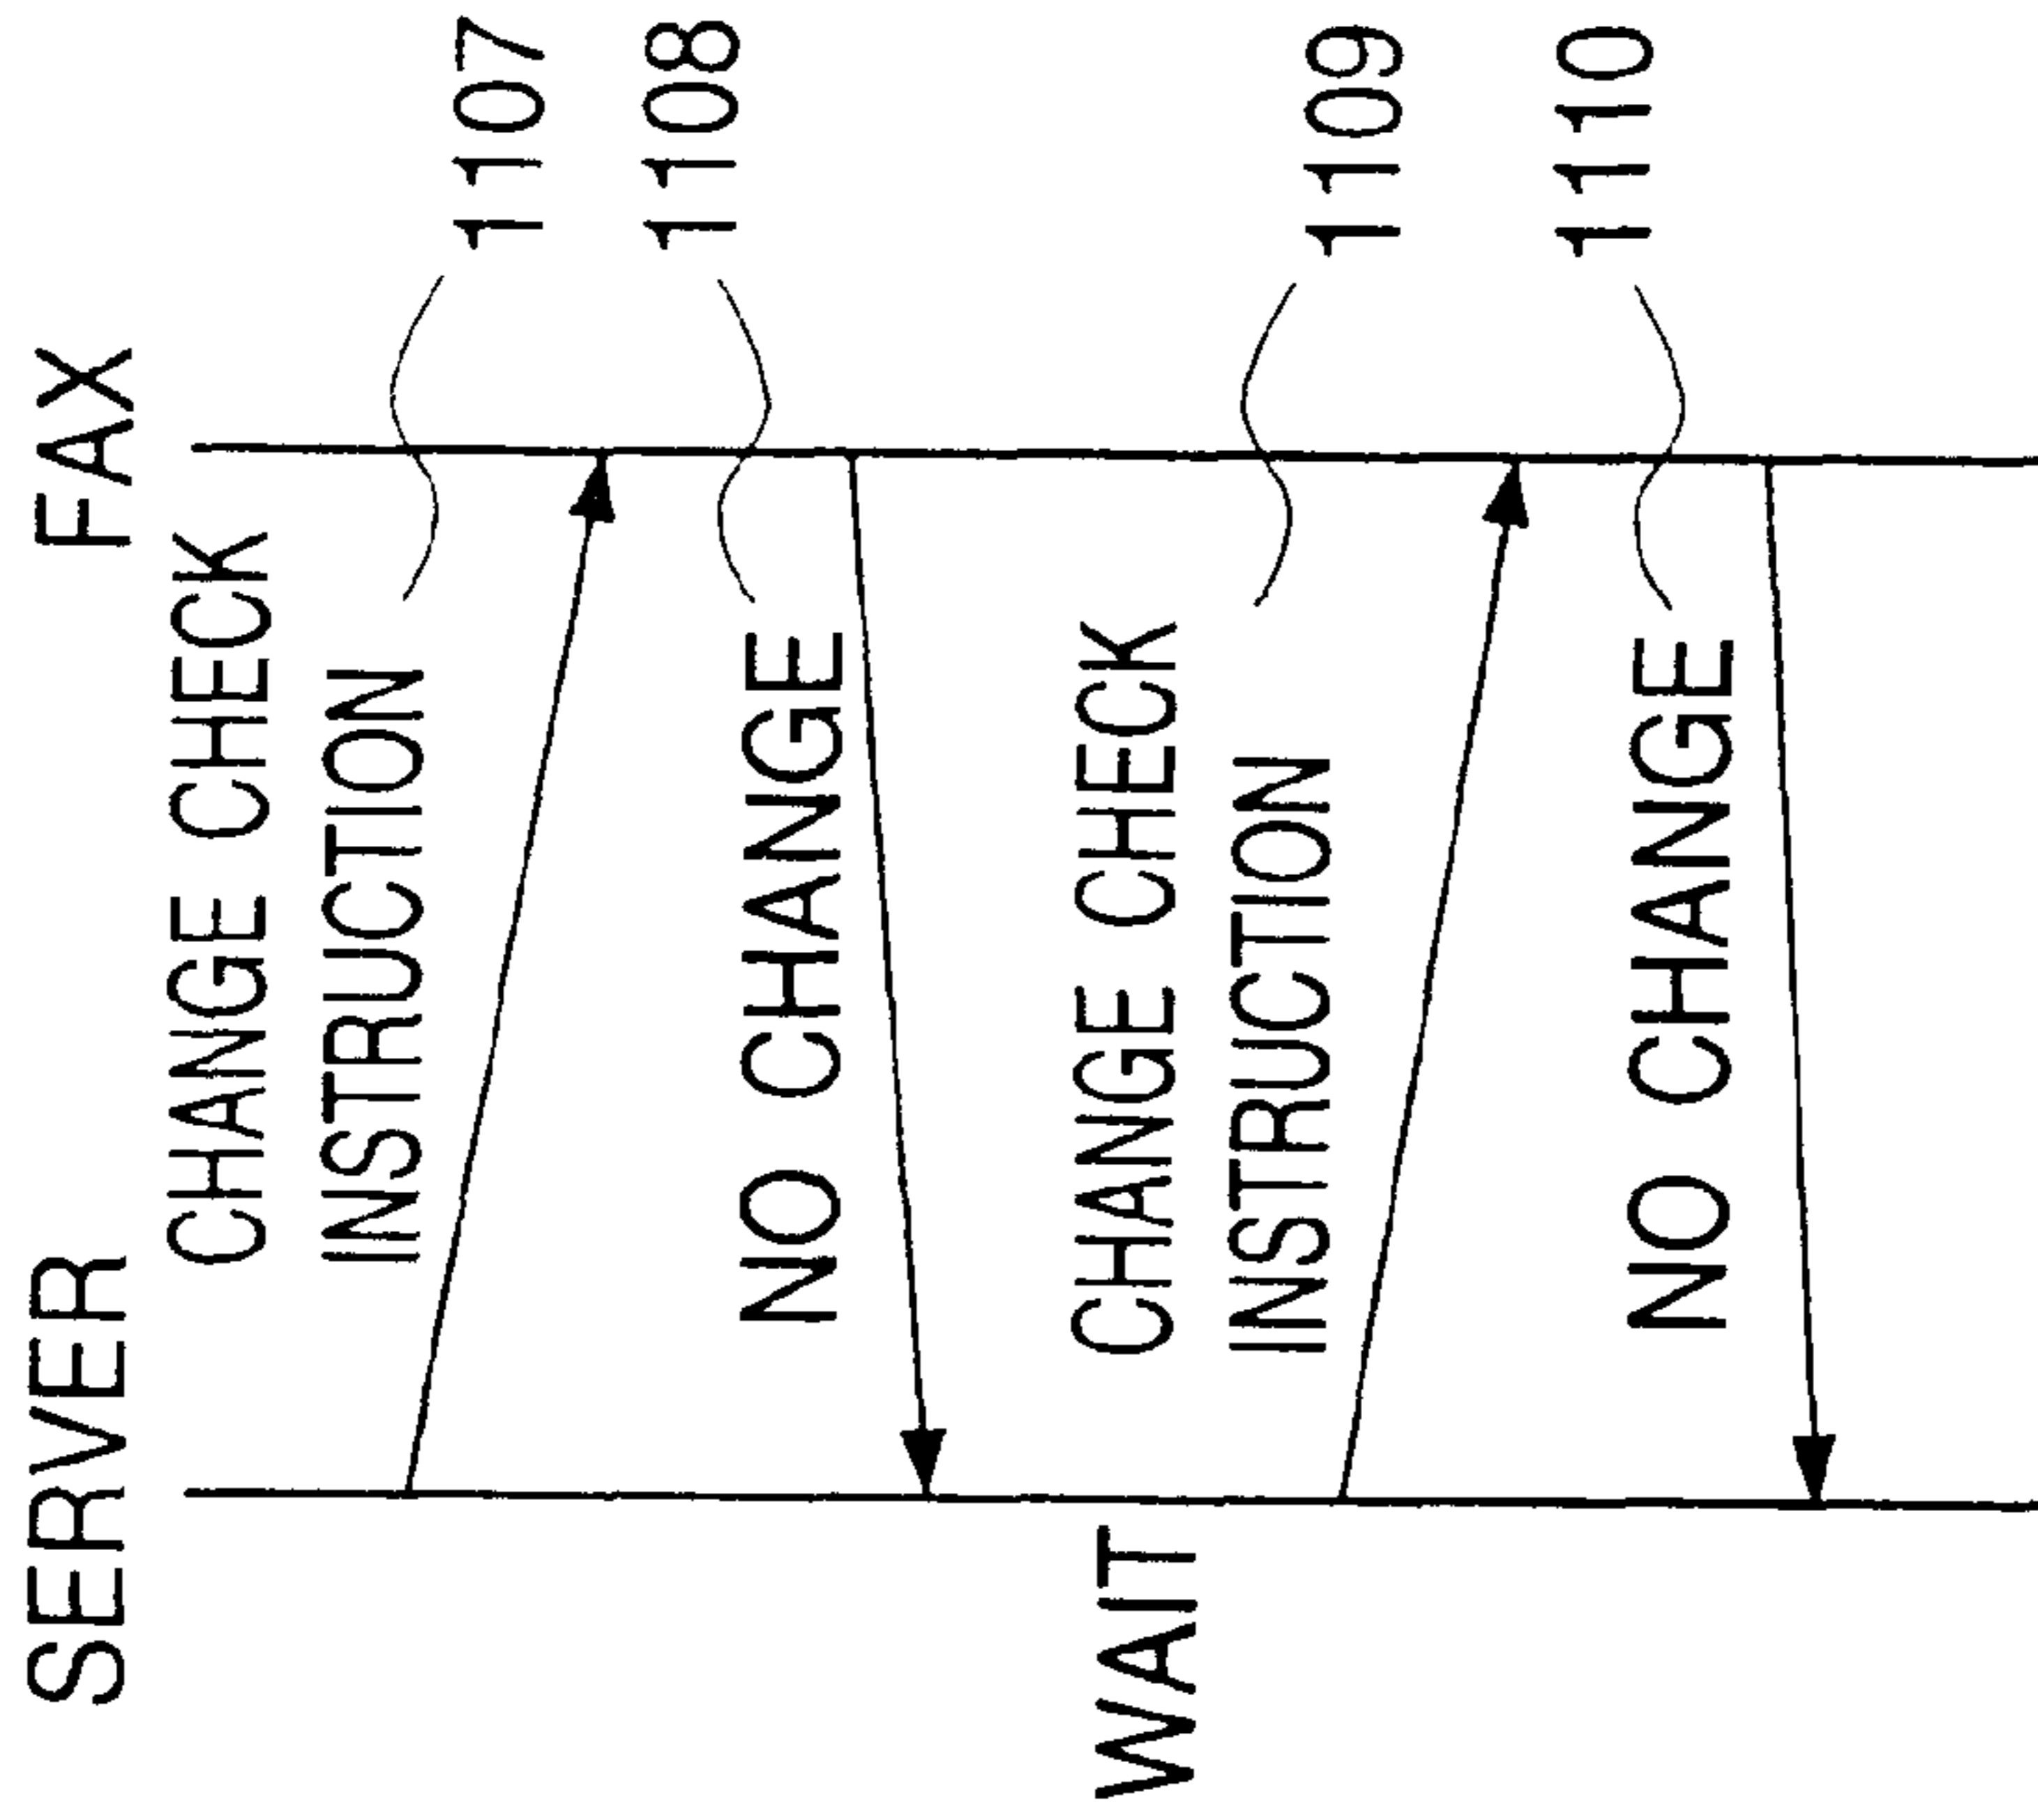 SERVER
FAX
CHANGE CHECK
INSTRUCTION
1107
NO CHANGE
1108
WAIT
CHANGE CHECK
INSTRUCTION
1109
NO CHANGE
1110